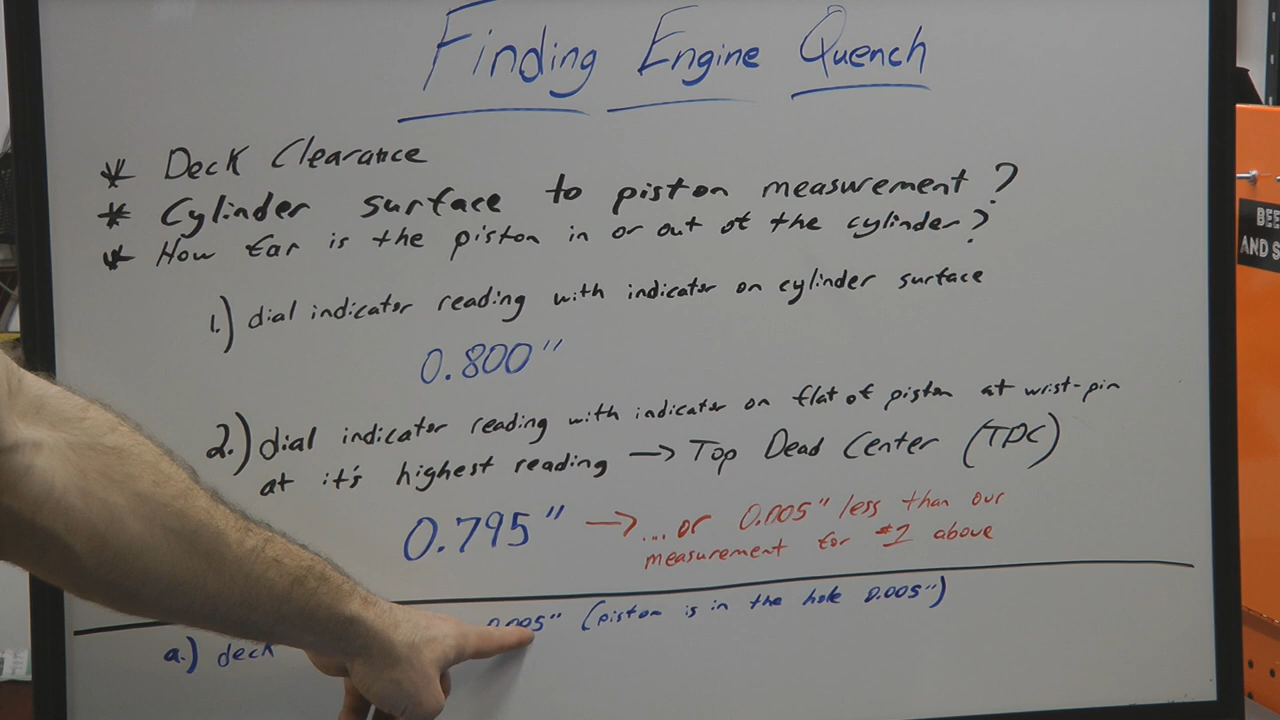 Finding Engine Quench
* Deck Clearance
* Cylinder surface to piston measurement?
* How far is the piston in or out of the cylinder?
1.) dial indicator reading with indicator on cylinder surface
0.800"
2.) dial indicator reading with indicator on flat of piston at wrist-pin
at it's highest reading → Top Dead Center (TDC)
0.795" → ... or 0.005" less than our
measurement for #1 above
a.) deck 0.005" (piston is in the hole 0.005")
AND S